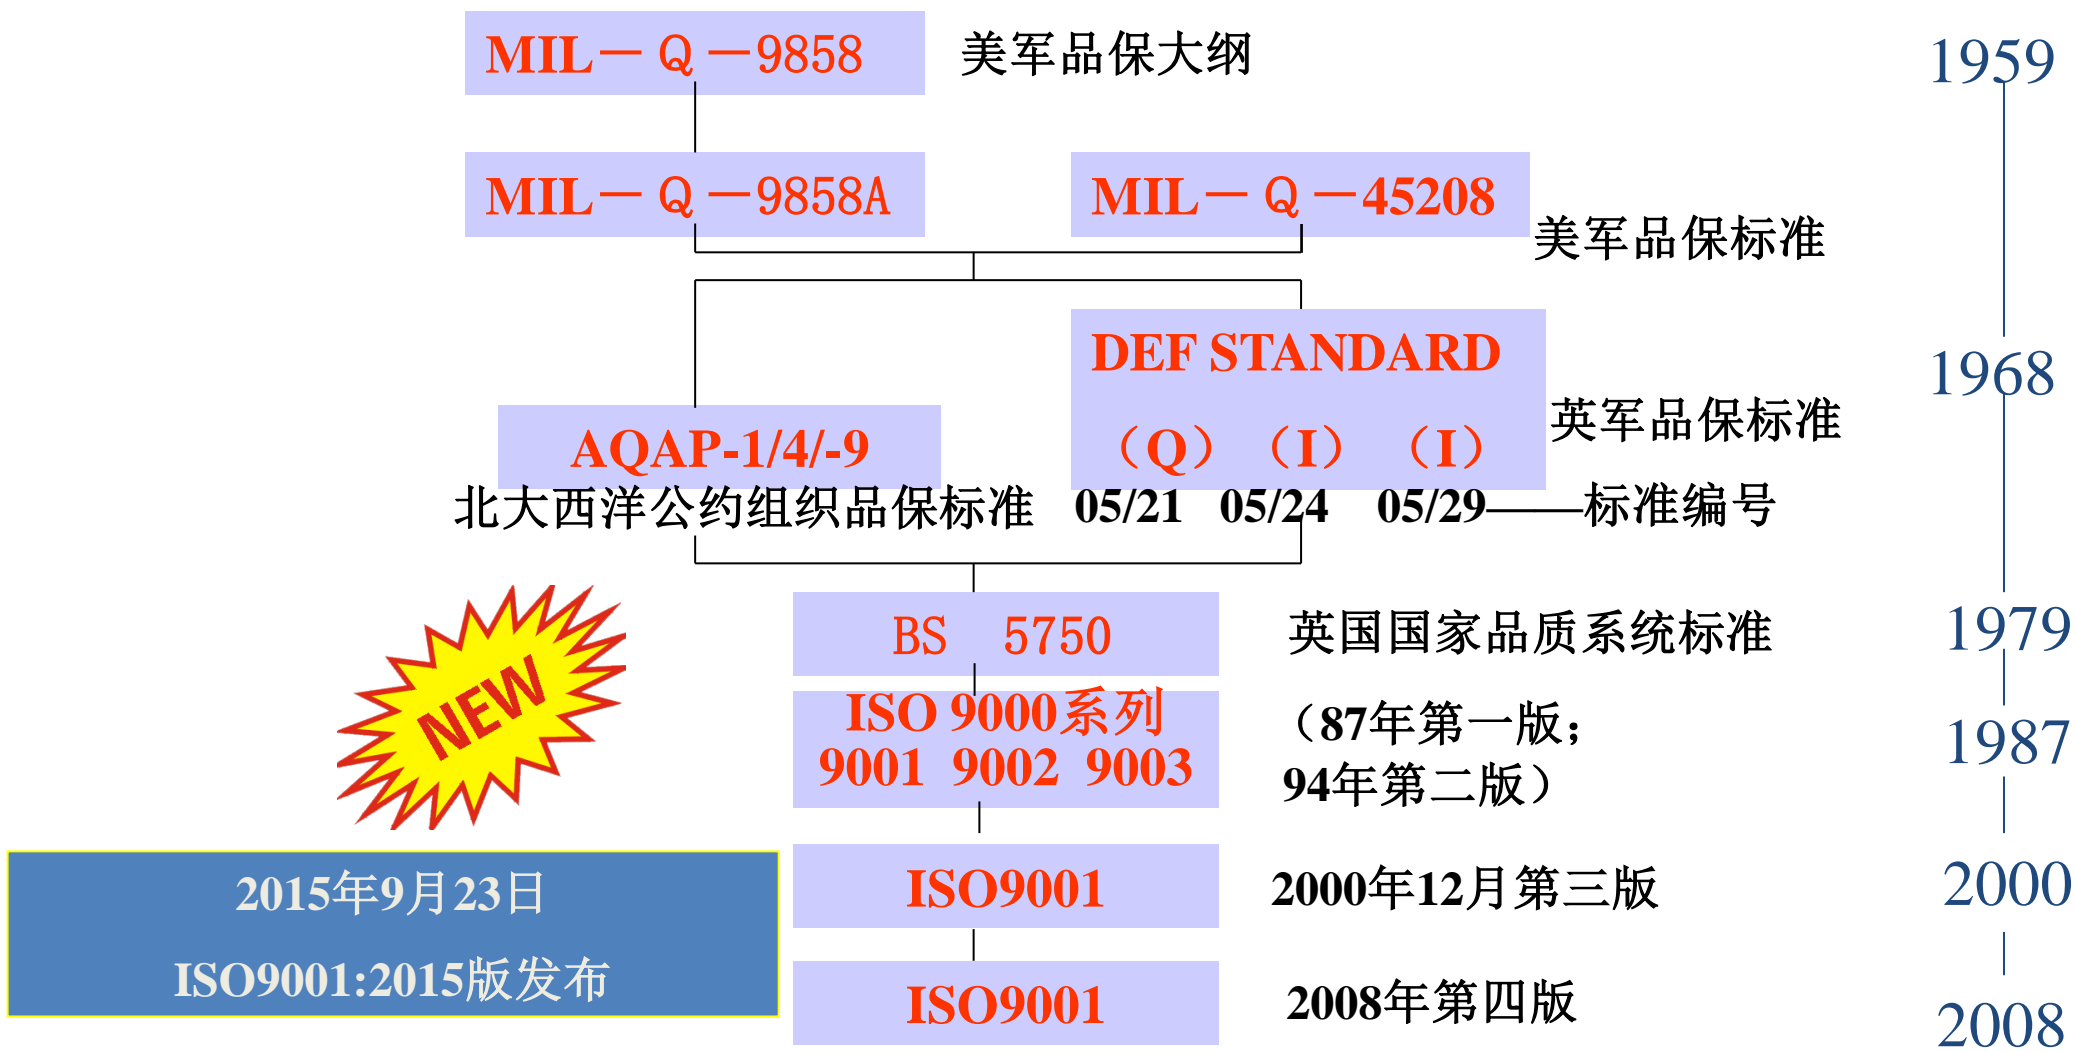 MIL－Q－9858 美军品保大纲 1959
MIL－Q－9858A MIL－Q－45208
美军品保标准
DEF STANDARD
1968
英军品保标准
AQAP-1/4/-9 （Q）（I）（I）
北大西洋公约组织品保标准 05/21 05/24 05/29——标准编号
BS 5750 英国国家品质系统标准 1979
NEW
ISO 9000系列 （87年第一版；
1987
9001 9002 9003 94年第二版）
2015年9月23日 ISO9001 2000年12月第三版 2000
ISO9001:2015版发布 ISO9001 2008年第四版 2008